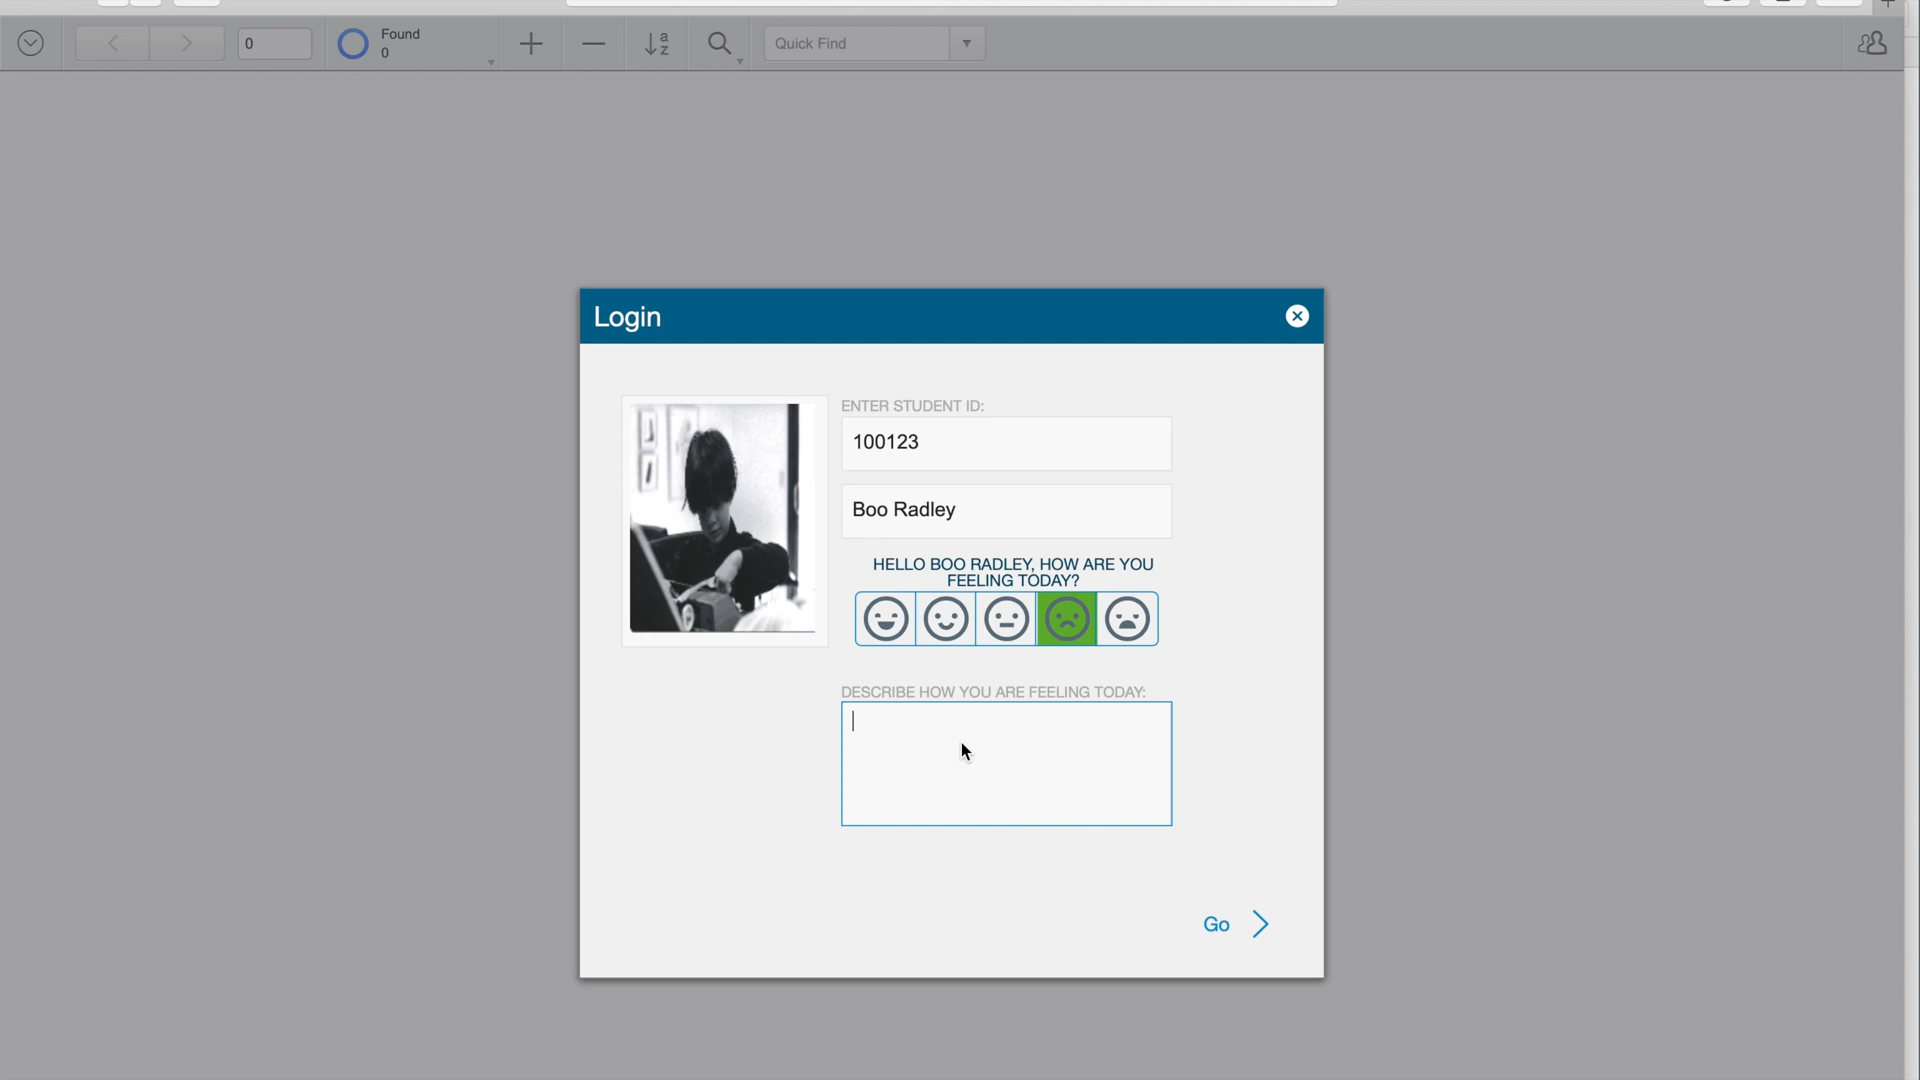 0
Found
0
Quick Find
Login
ENTER STUDENT ID:
100123
Boo Radley
HELLO BOO RADLEY, HOW ARE YOU
FEELING TODAY?
DESCRIBE HOW YOU ARE FEELING TODAY:
Go